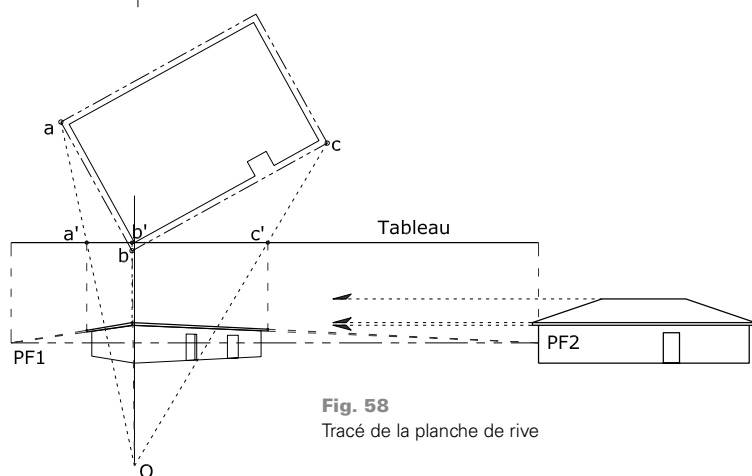 a
c
a'
b'
c'
Tableau
b
PF1
PF2
Fig. 58
Tracé de la planche de rive
O